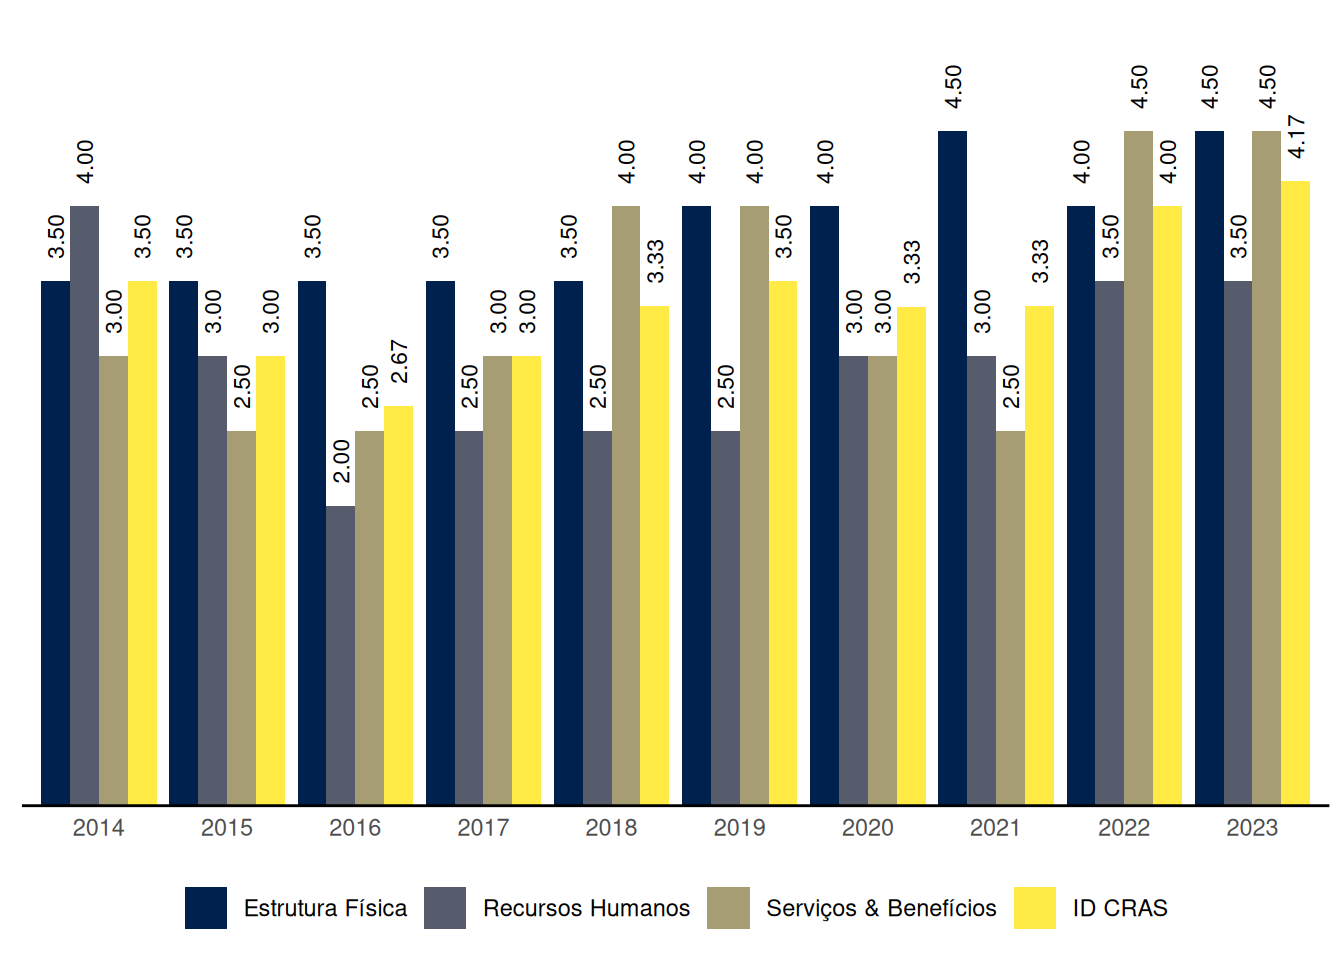 4.50 4.50 4.50 4.50
4.00 4.00 4.00 4.00 4.00 4.00 4.00 4.17
3.50 3.50 3.50 3.50 3.50 3.50 3.33 3.50 3.33 3.33 3.50 3.50
3.00 3.00 3.00 3.00 3.00 3.00 3.00 3.00
2.50 2.50 2.67 2.50 2.50 2.50 2.50
2.00
2014 2015 2016 2017 2018 2019 2020 2021 2022 2023
Estrutura Física Recursos Humanos Serviços & Benefícios ID CRAS